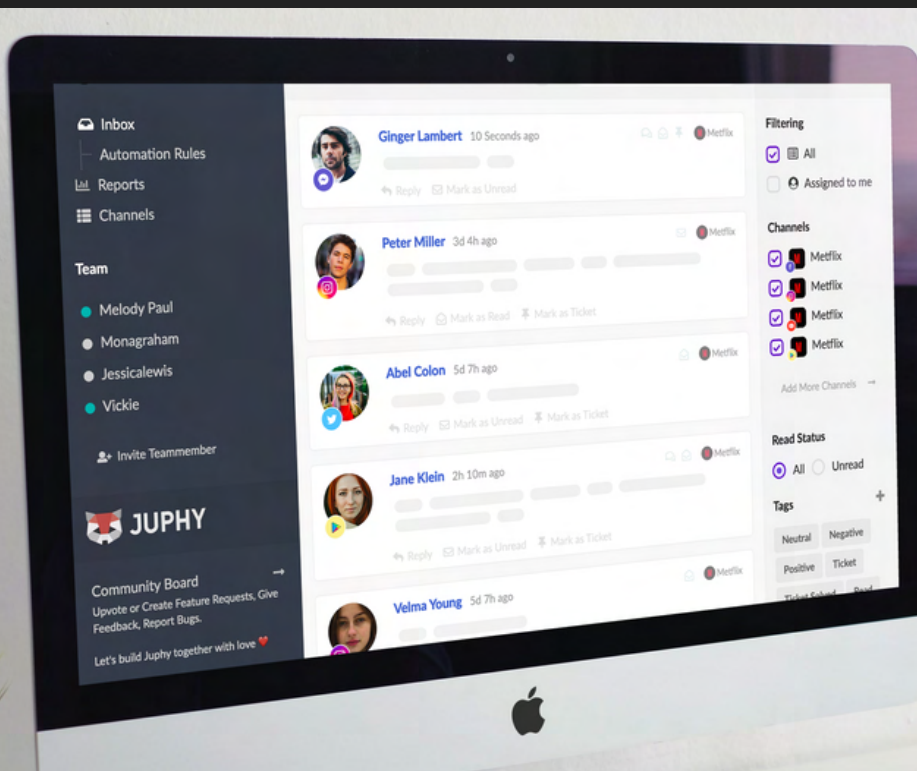 Inbox
Automation Rules
Reports
Channels
Team
Melody Paul
Monagraham
Jessicalewis
Vickie
Invite Teammember
JUPHY
Community Board
Upvote or Create Feature Requests, Give
Feedback, Report Bugs.
Let's build Juphy together with love ❤
Ginger Lambert 10 Seconds ago Metflix
Reply Mark as Unread
Peter Miller 3d 4h ago Metflix
Reply Mark as Read Mark as Ticket
Abel Colon 5d 7h ago Metflix
Reply Mark as Unread Mark as Ticket
Jane Klein 2h 10m ago Metflix
Reply Mark as Unread Mark as Ticket
Velma Young 5d 7h ago Metflix
Filtering
All
Assigned to me
Channels
Metflix
Metflix
Metflix
Metflix
Add More Channels
Read Status
All Unread
Tags +
Neutral Negative
Positive Ticket
Ticket Solved Read